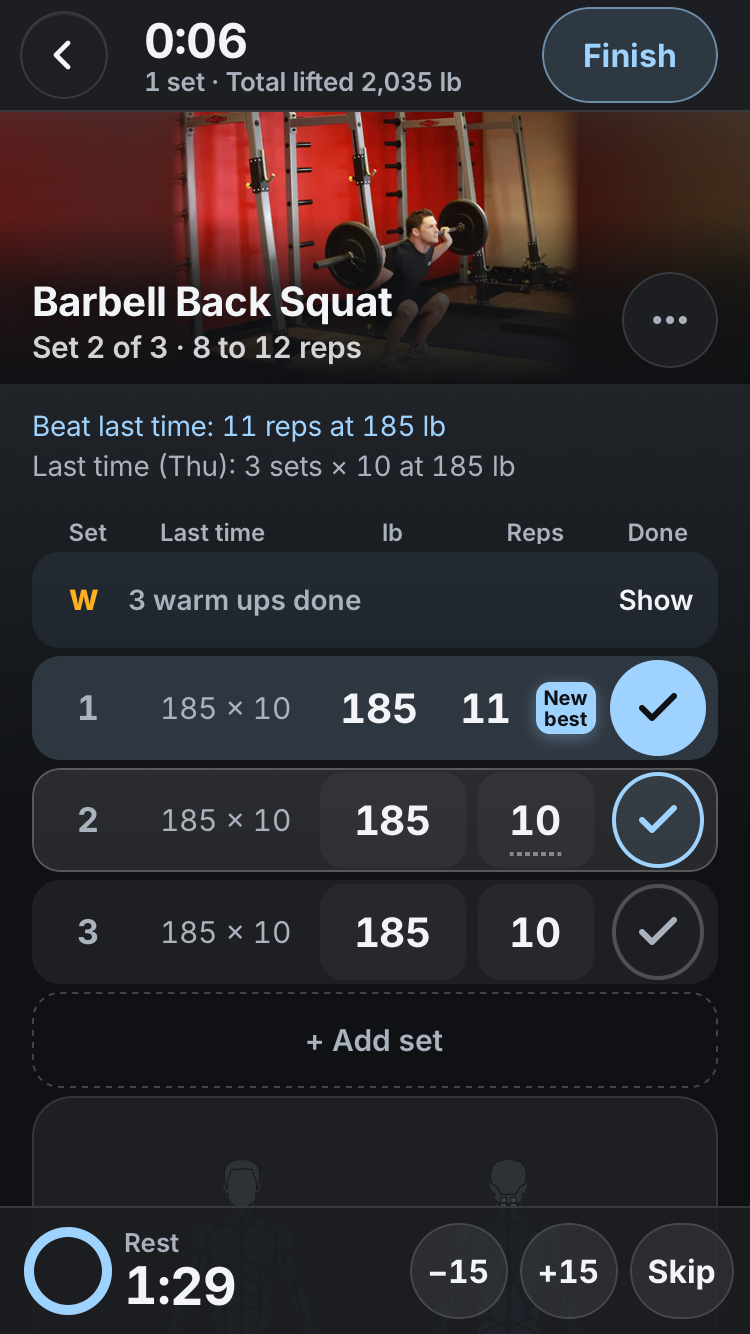 0:06
1 set · Total lifted 2,035 lb
Finish
Barbell Back Squat
Set 2 of 3 · 8 to 12 reps
Beat last time: 11 reps at 185 lb
Last time (Thu): 3 sets × 10 at 185 lb
Set Last time lb Reps Done
W 3 warm ups done Show
1 185 × 10 185 11 New best
2 185 × 10 185 10
3 185 × 10 185 10
+ Add set
Rest
1:29
−15 +15 Skip